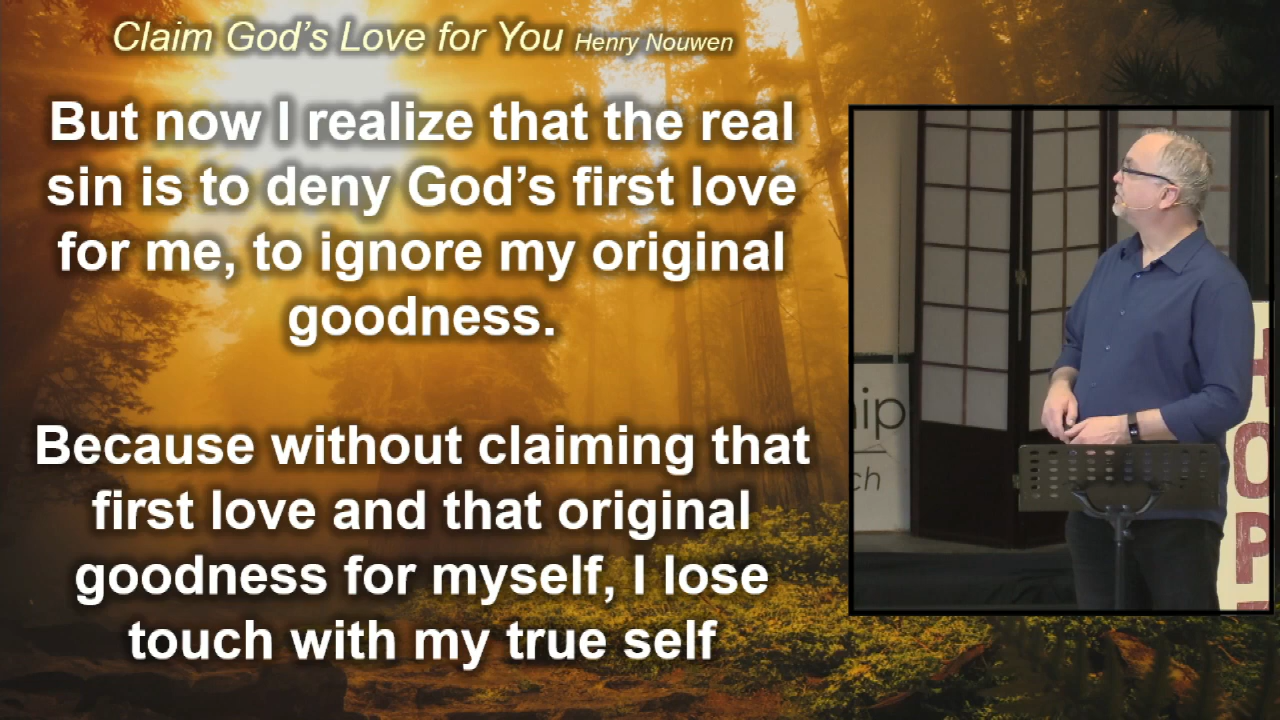 Claim God’s Love for You Henry Nouwen
But now I realize that the real
sin is to deny God’s first love
for me, to ignore my original
goodness.
Because without claiming that
first love and that original
goodness for myself, I lose
touch with my true self
HOP